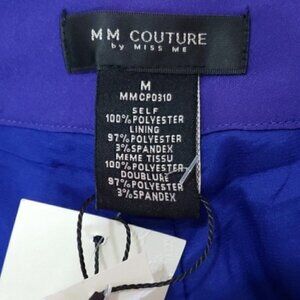 MM COUTURE
by MISS ME
M
MMCP0310
SELF
100% POLYESTER
LINING
97% POLYESTER
3% SPANDEX
MEME TISSU
100% POLYESTER
DOUBLURE
97% POLYESTER
3% SPANDEX